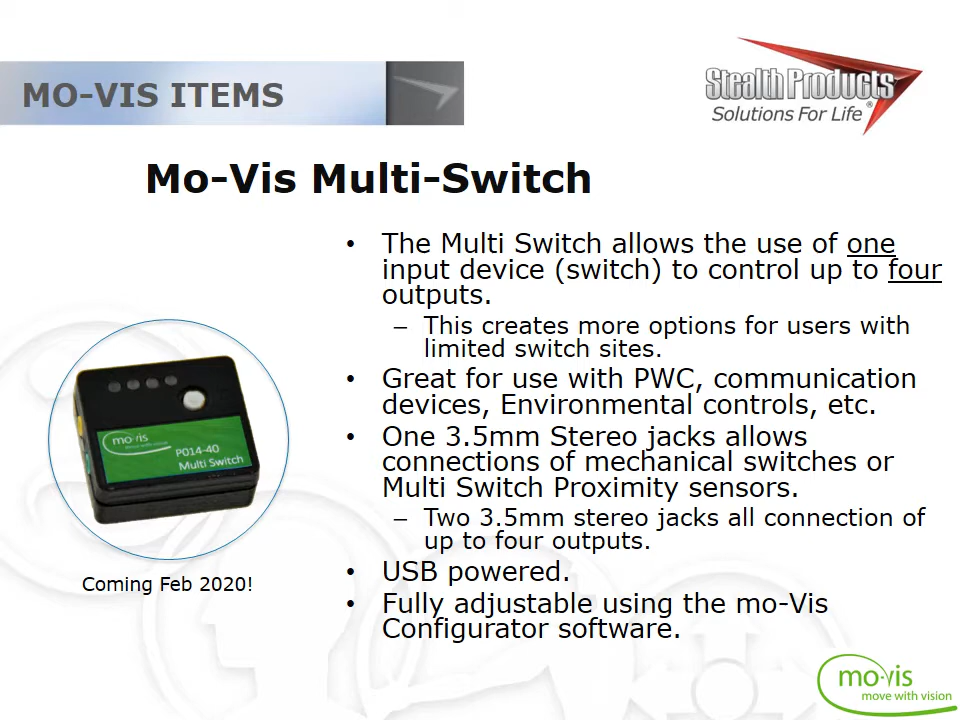 MO-VIS ITEMS
Stealth Products
®
Solutions For Life
Mo-Vis Multi-Switch
• The Multi Switch allows the use of one
input device (switch) to control up to four
outputs.
– This creates more options for users with
limited switch sites.
• Great for use with PWC, communication
devices, Environmental controls, etc.
• One 3.5mm Stereo jacks allows
connections of mechanical switches or
Multi Switch Proximity sensors.
– Two 3.5mm stereo jacks all connection of
up to four outputs.
• USB powered.
• Fully adjustable using the mo-Vis
Configurator software.
mo-vis
move with vision
P014-40
Multi Switch
Coming Feb 2020!
mo-vis
move with vision